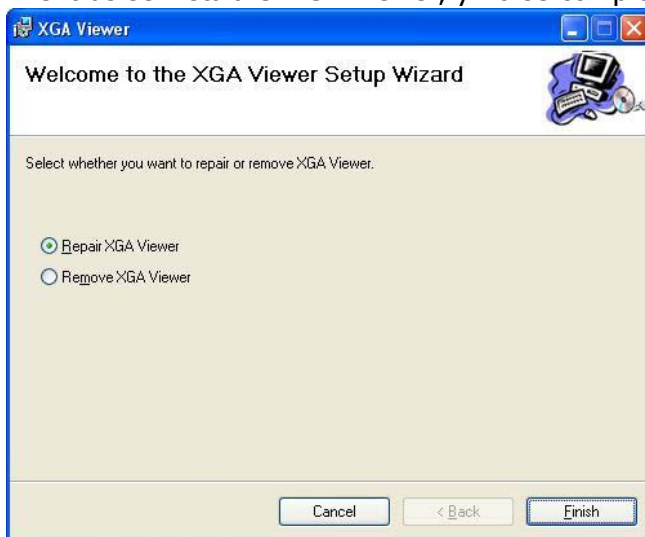 XGA Viewer
Welcome to the XGA Viewer Setup Wizard
Select whether you want to repair or remove XGA Viewer.
Repair XGA Viewer
Remove XGA Viewer
Cancel < Back Finish